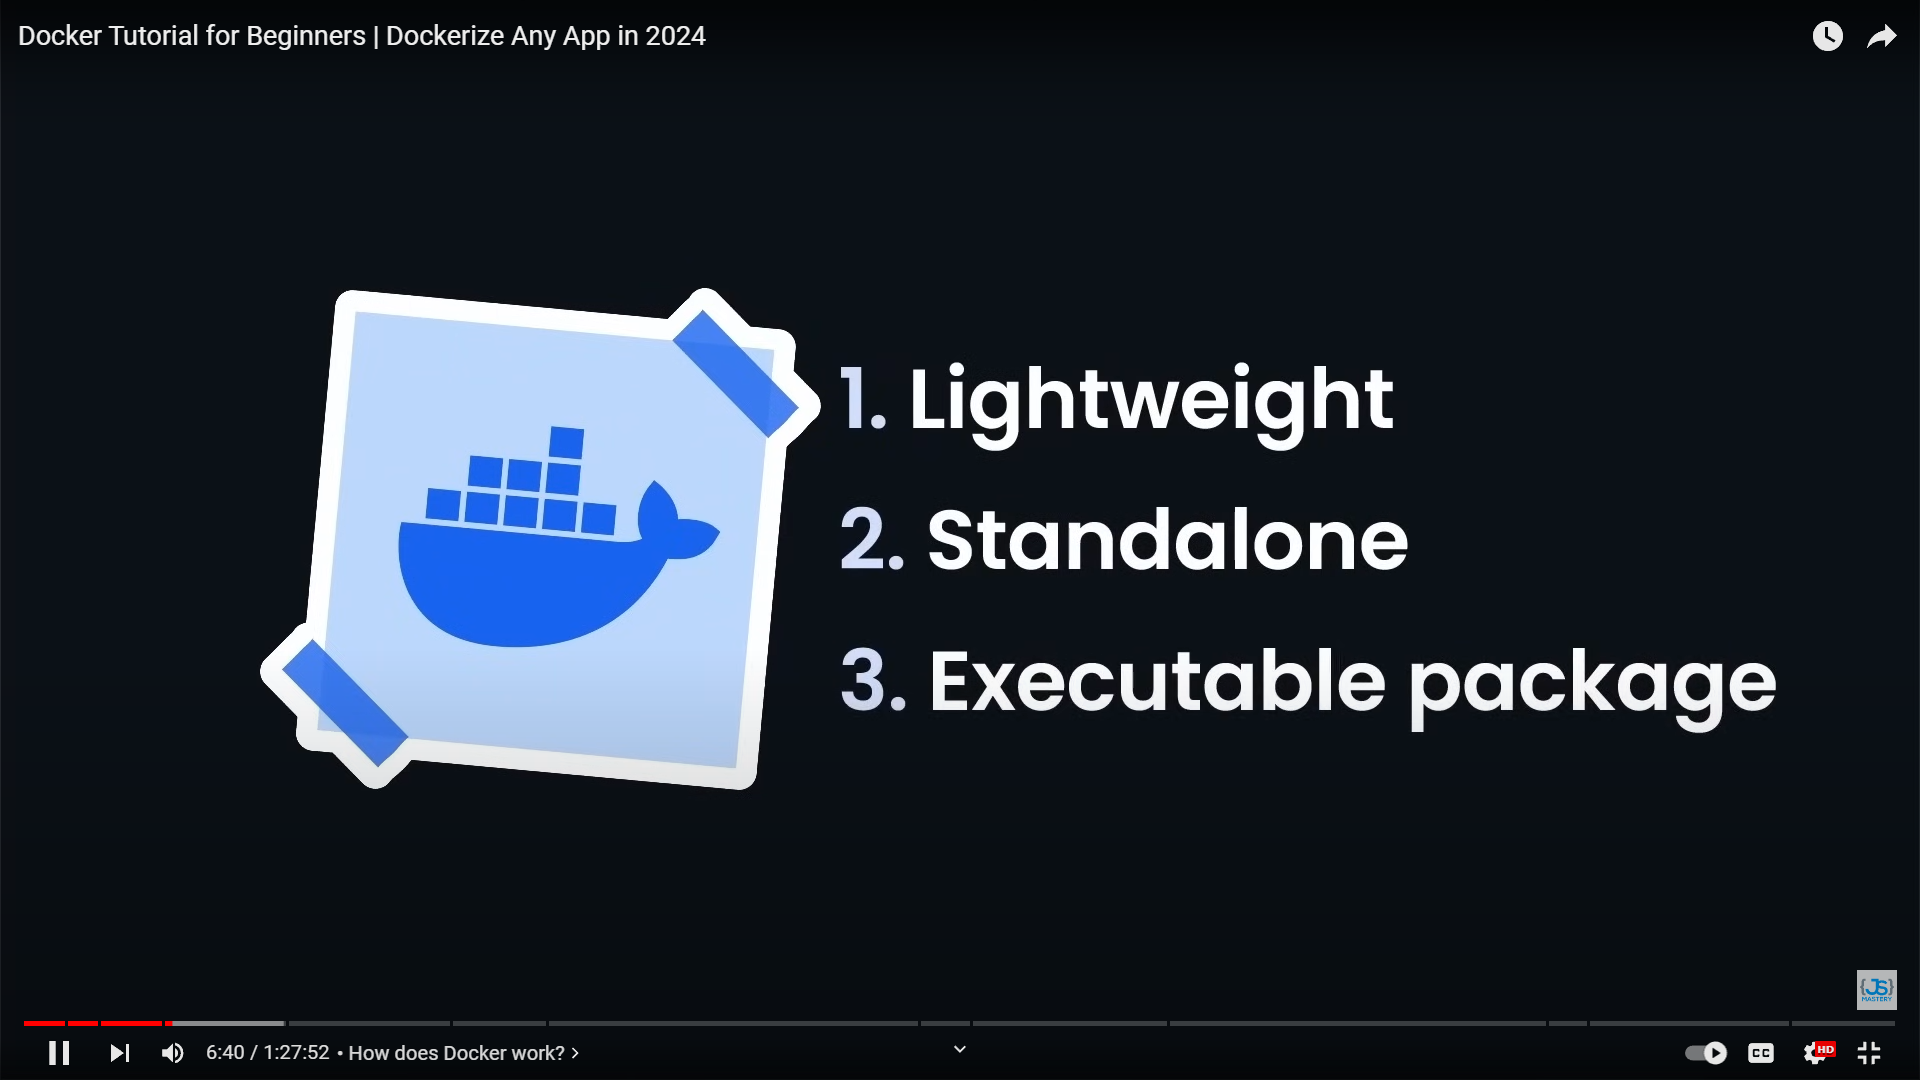 Docker Tutorial for Beginners | Dockerize Any App in 2024
1. Lightweight
2. Standalone
3. Executable package
{JS}
MASTERY
6:40 / 1:27:52 • How does Docker work? >
CC
HD